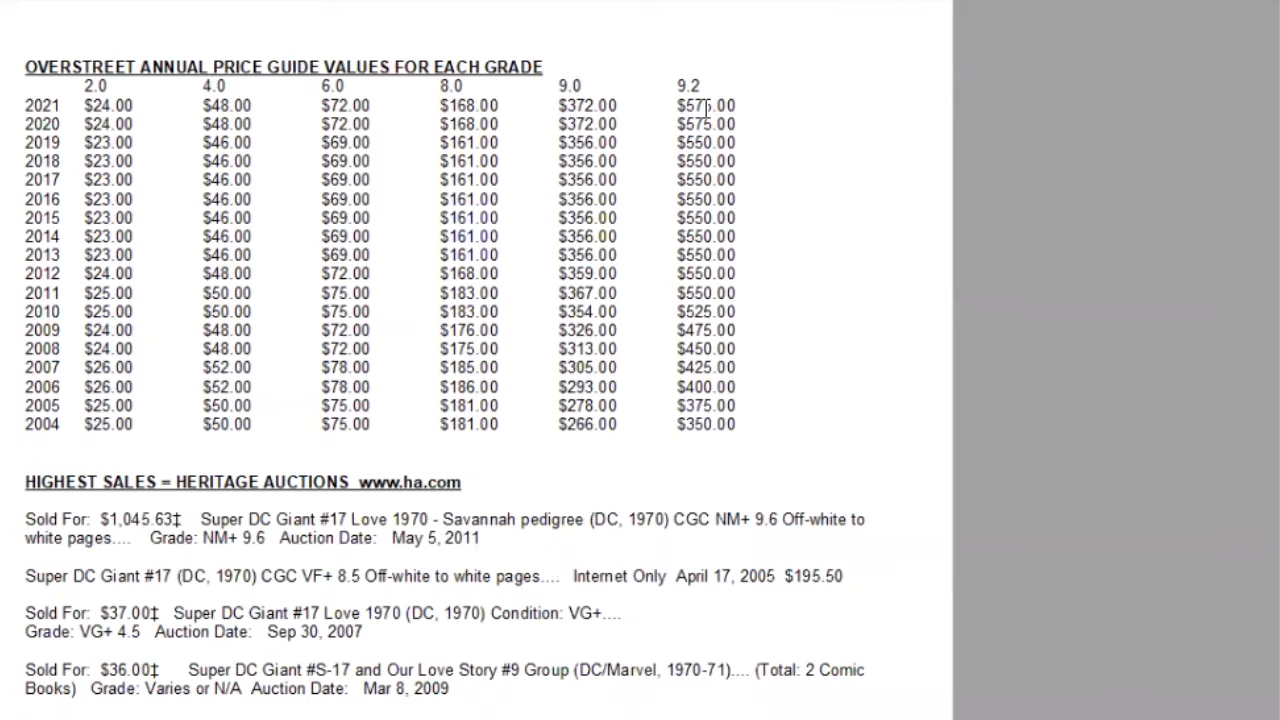 OVERSTREET ANNUAL PRICE GUIDE VALUES FOR EACH GRADE
2.0 4.0 6.0 8.0 9.0 9.2
2021 $24.00 $48.00 $72.00 $168.00 $372.00 $575.00
2020 $24.00 $48.00 $72.00 $168.00 $372.00 $575.00
2019 $23.00 $46.00 $69.00 $161.00 $356.00 $550.00
2018 $23.00 $46.00 $69.00 $161.00 $356.00 $550.00
2017 $23.00 $46.00 $69.00 $161.00 $356.00 $550.00
2016 $23.00 $46.00 $69.00 $161.00 $356.00 $550.00
2015 $23.00 $46.00 $69.00 $161.00 $356.00 $550.00
2014 $23.00 $46.00 $69.00 $161.00 $356.00 $550.00
2013 $23.00 $46.00 $69.00 $161.00 $356.00 $550.00
2012 $24.00 $48.00 $72.00 $168.00 $359.00 $550.00
2011 $25.00 $50.00 $75.00 $183.00 $367.00 $550.00
2010 $25.00 $50.00 $75.00 $183.00 $354.00 $525.00
2009 $24.00 $48.00 $72.00 $176.00 $326.00 $475.00
2008 $24.00 $48.00 $72.00 $175.00 $313.00 $450.00
2007 $26.00 $52.00 $78.00 $185.00 $305.00 $425.00
2006 $26.00 $52.00 $78.00 $186.00 $293.00 $400.00
2005 $25.00 $50.00 $75.00 $181.00 $278.00 $375.00
2004 $25.00 $50.00 $75.00 $181.00 $266.00 $350.00
HIGHEST SALES = HERITAGE AUCTIONS www.ha.com
Sold For: $1,045.63‡ Super DC Giant #17 Love 1970 - Savannah pedigree (DC, 1970) CGC NM+ 9.6 Off-white to
white pages.... Grade: NM+ 9.6 Auction Date: May 5, 2011
Super DC Giant #17 (DC, 1970) CGC VF+ 8.5 Off-white to white pages.... Internet Only April 17, 2005 $195.50
Sold For: $37.00‡ Super DC Giant #17 Love 1970 (DC, 1970) Condition: VG+....
Grade: VG+ 4.5 Auction Date: Sep 30, 2007
Sold For: $36.00‡ Super DC Giant #S-17 and Our Love Story #9 Group (DC/Marvel, 1970-71).... (Total: 2 Comic
Books) Grade: Varies or N/A Auction Date: Mar 8, 2009